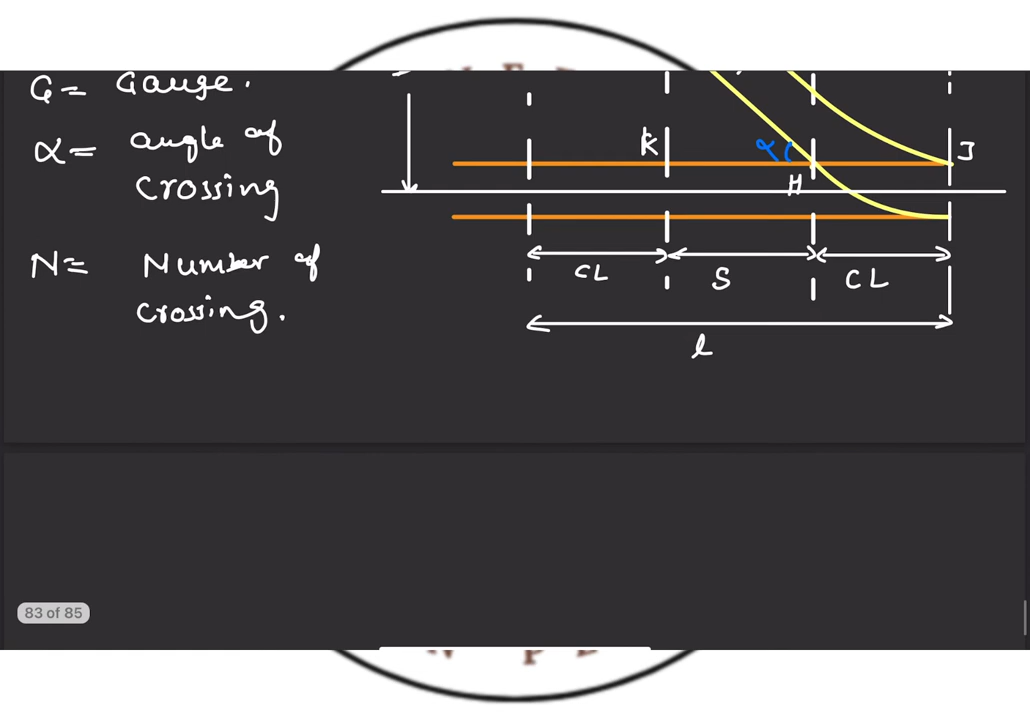 G = Gauge.
α = angle of
crossing
N = Number of
crossing.
K
α
H
J
CL
S
CL
l
83 of 85